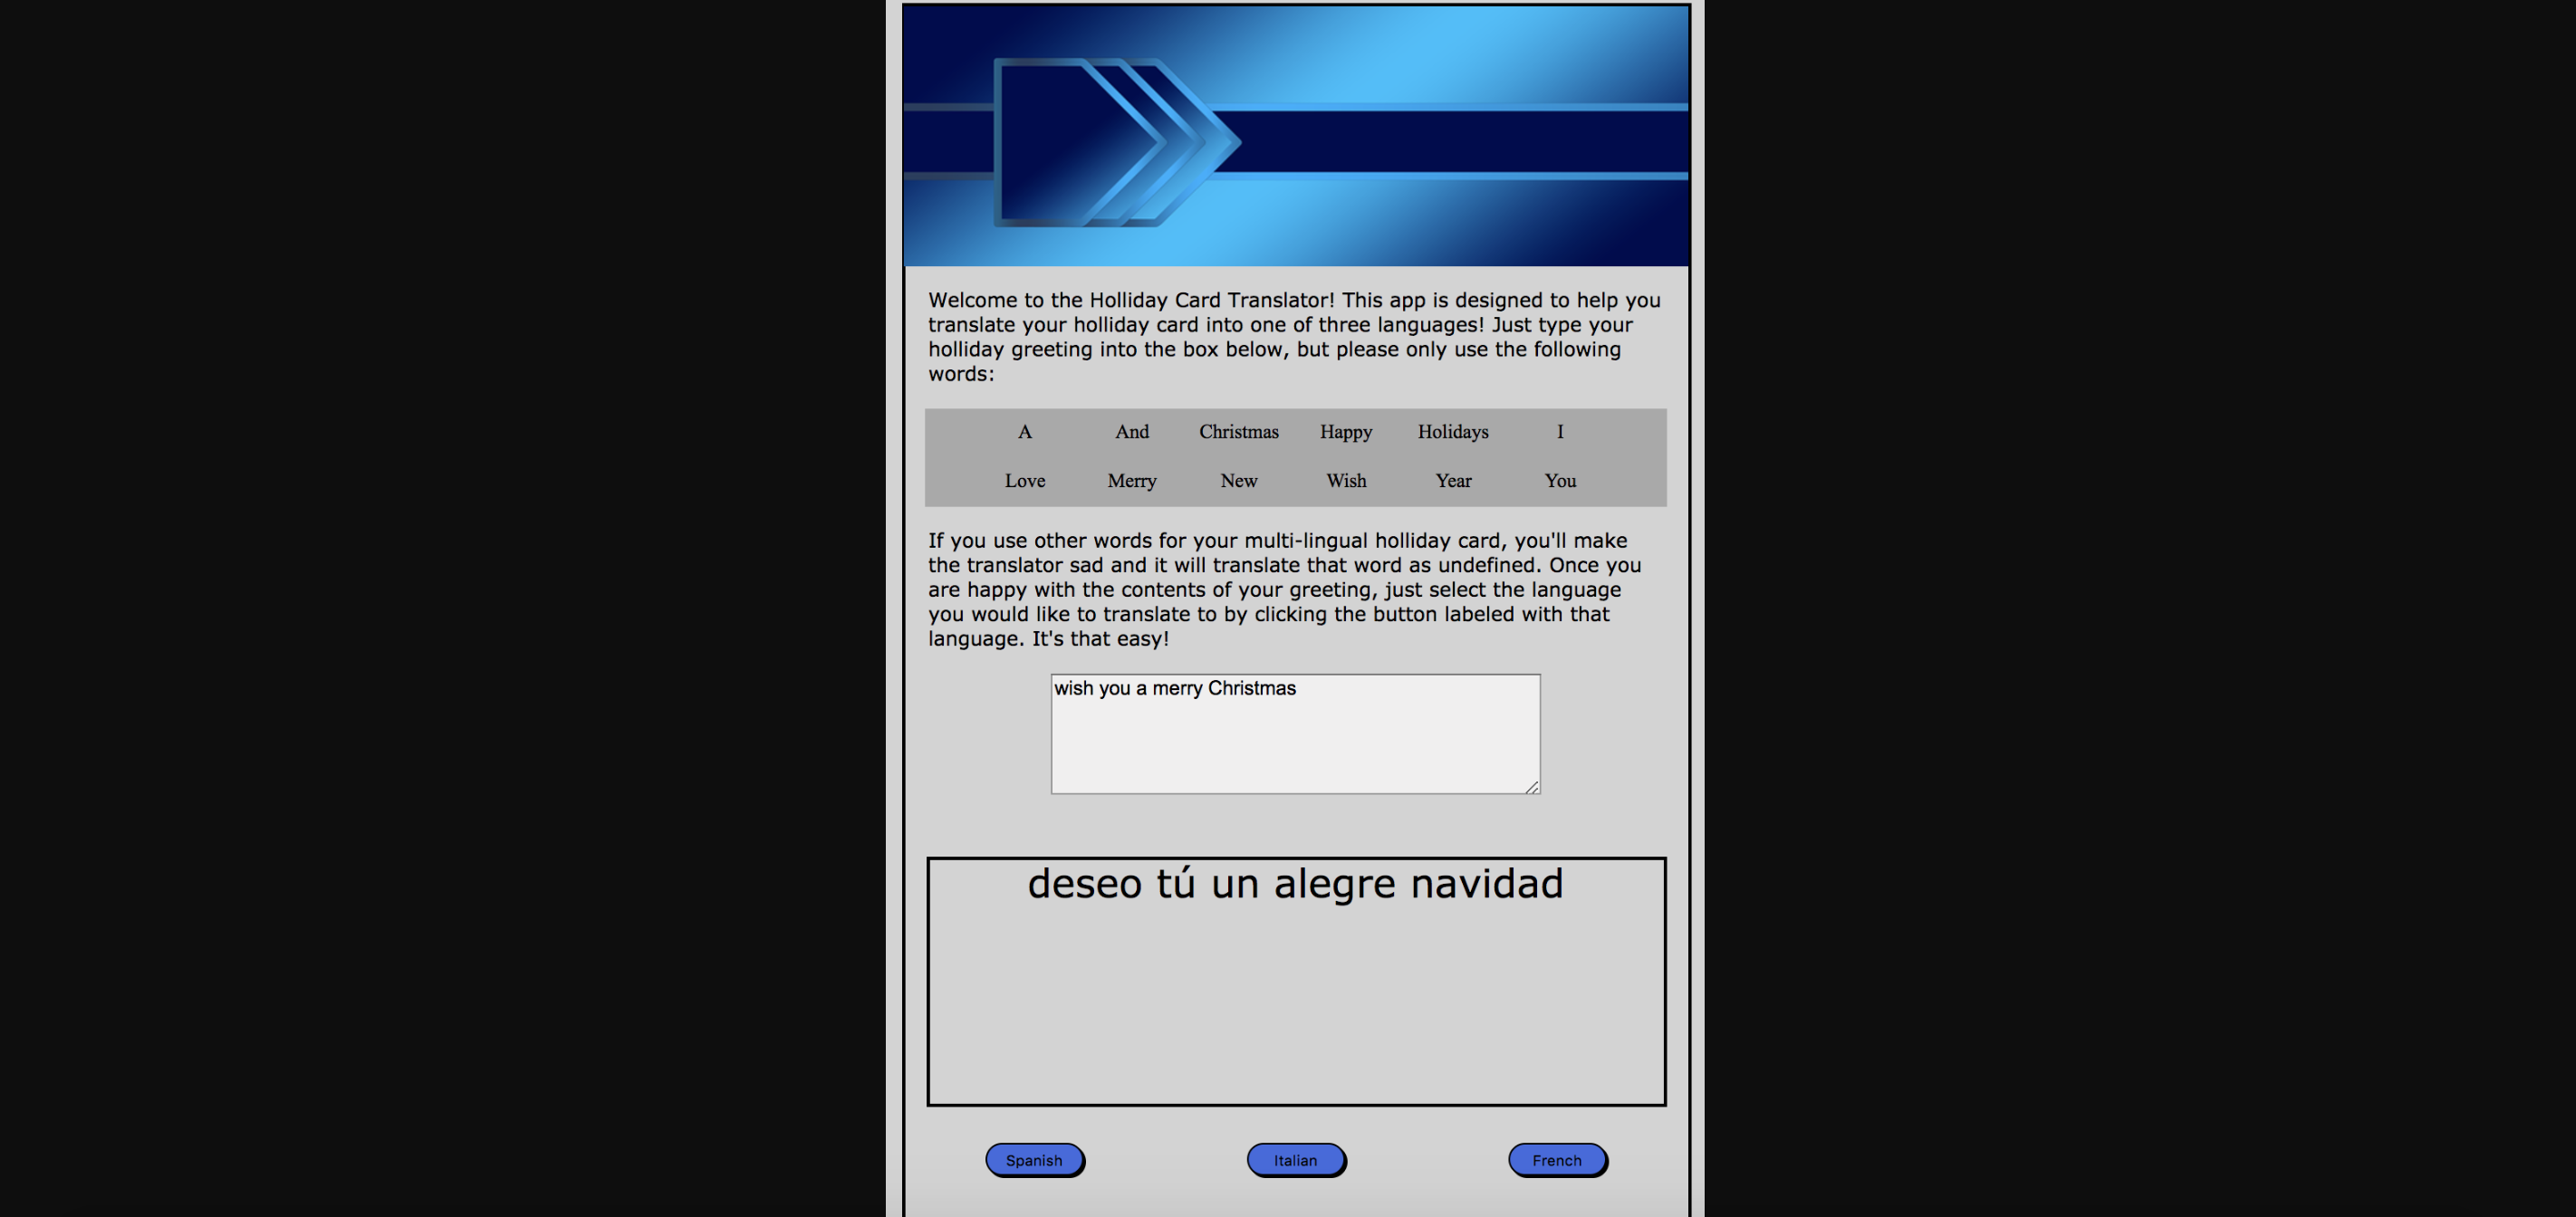 Welcome to the Holliday Card Translator! This app is designed to help you
translate your holliday card into one of three languages! Just type your
holliday greeting into the box below, but please only use the following
words:
A And Christmas Happy Holidays I
Love Merry New Wish Year You
If you use other words for your multi-lingual holliday card, you'll make
the translator sad and it will translate that word as undefined. Once you
are happy with the contents of your greeting, just select the language
you would like to translate to by clicking the button labeled with that
language. It's that easy!
wish you a merry Christmas
deseo tú un alegre navidad
Spanish Italian French